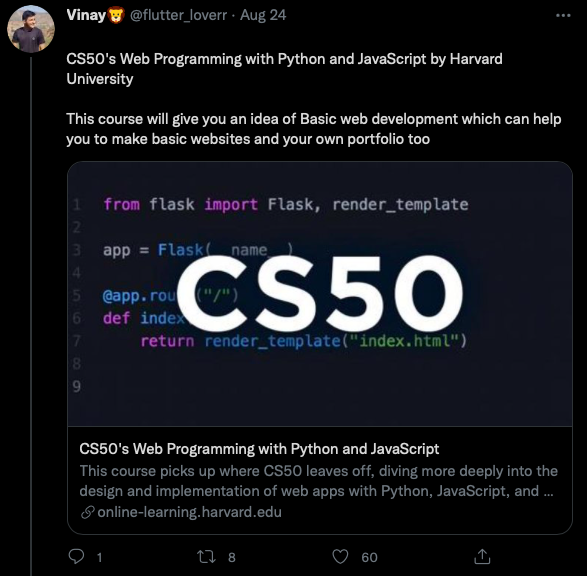 Vinay🦁 @flutter_loverr · Aug 24
CS50's Web Programming with Python and JavaScript by Harvard
University
This course will give you an idea of Basic web development which can help
you to make basic websites and your own portfolio too
1 from flask import Flask, render_template
2
3 app = Flask(__name__)
4
5 @app.rou ("/")
6 def index
7 return render_template("index.html")
8
9
CS50
CS50's Web Programming with Python and JavaScript
This course picks up where CS50 leaves off, diving more deeply into the
design and implementation of web apps with Python, JavaScript, and ...
online-learning.harvard.edu
1 8 60